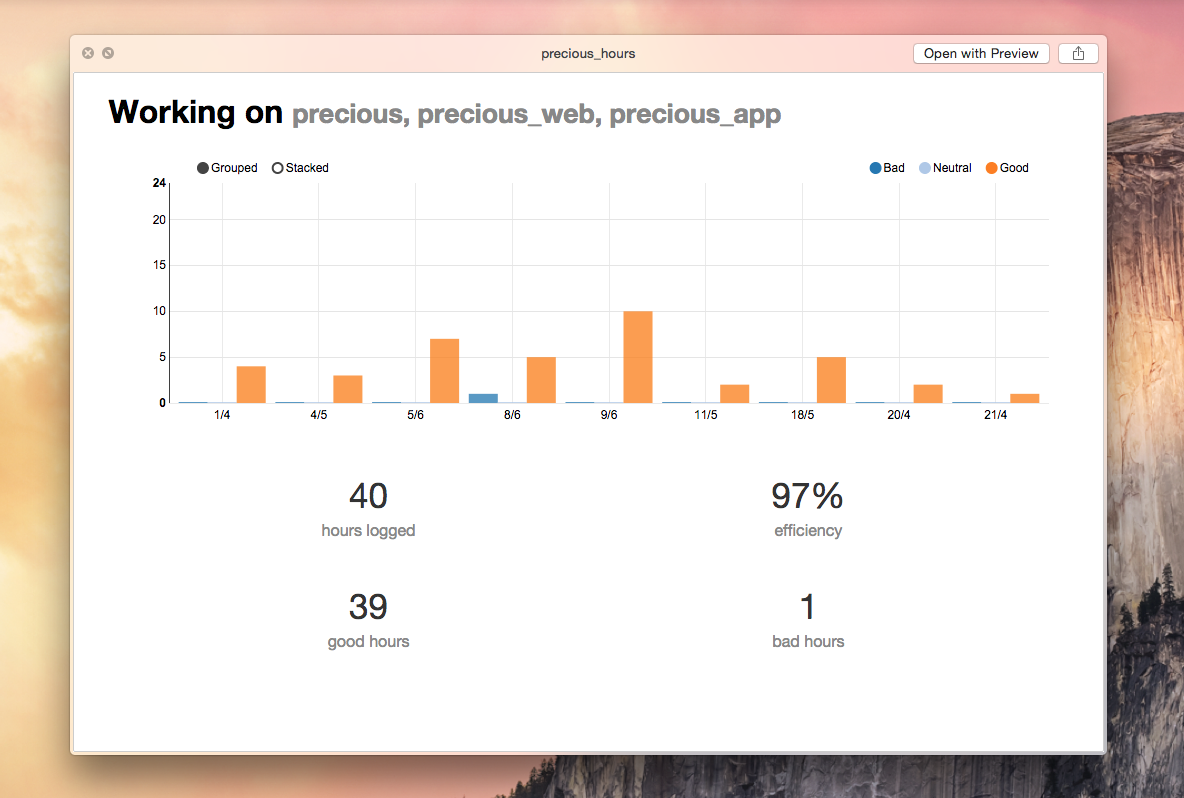 precious_hours
Open with Preview
Working on precious, precious_web, precious_app
Grouped Stacked Bad Neutral Good
24
20
15
10
5
0
1/4 4/5 5/6 8/6 9/6 11/5 18/5 20/4 21/4
40 97%
hours logged efficiency
39 1
good hours bad hours